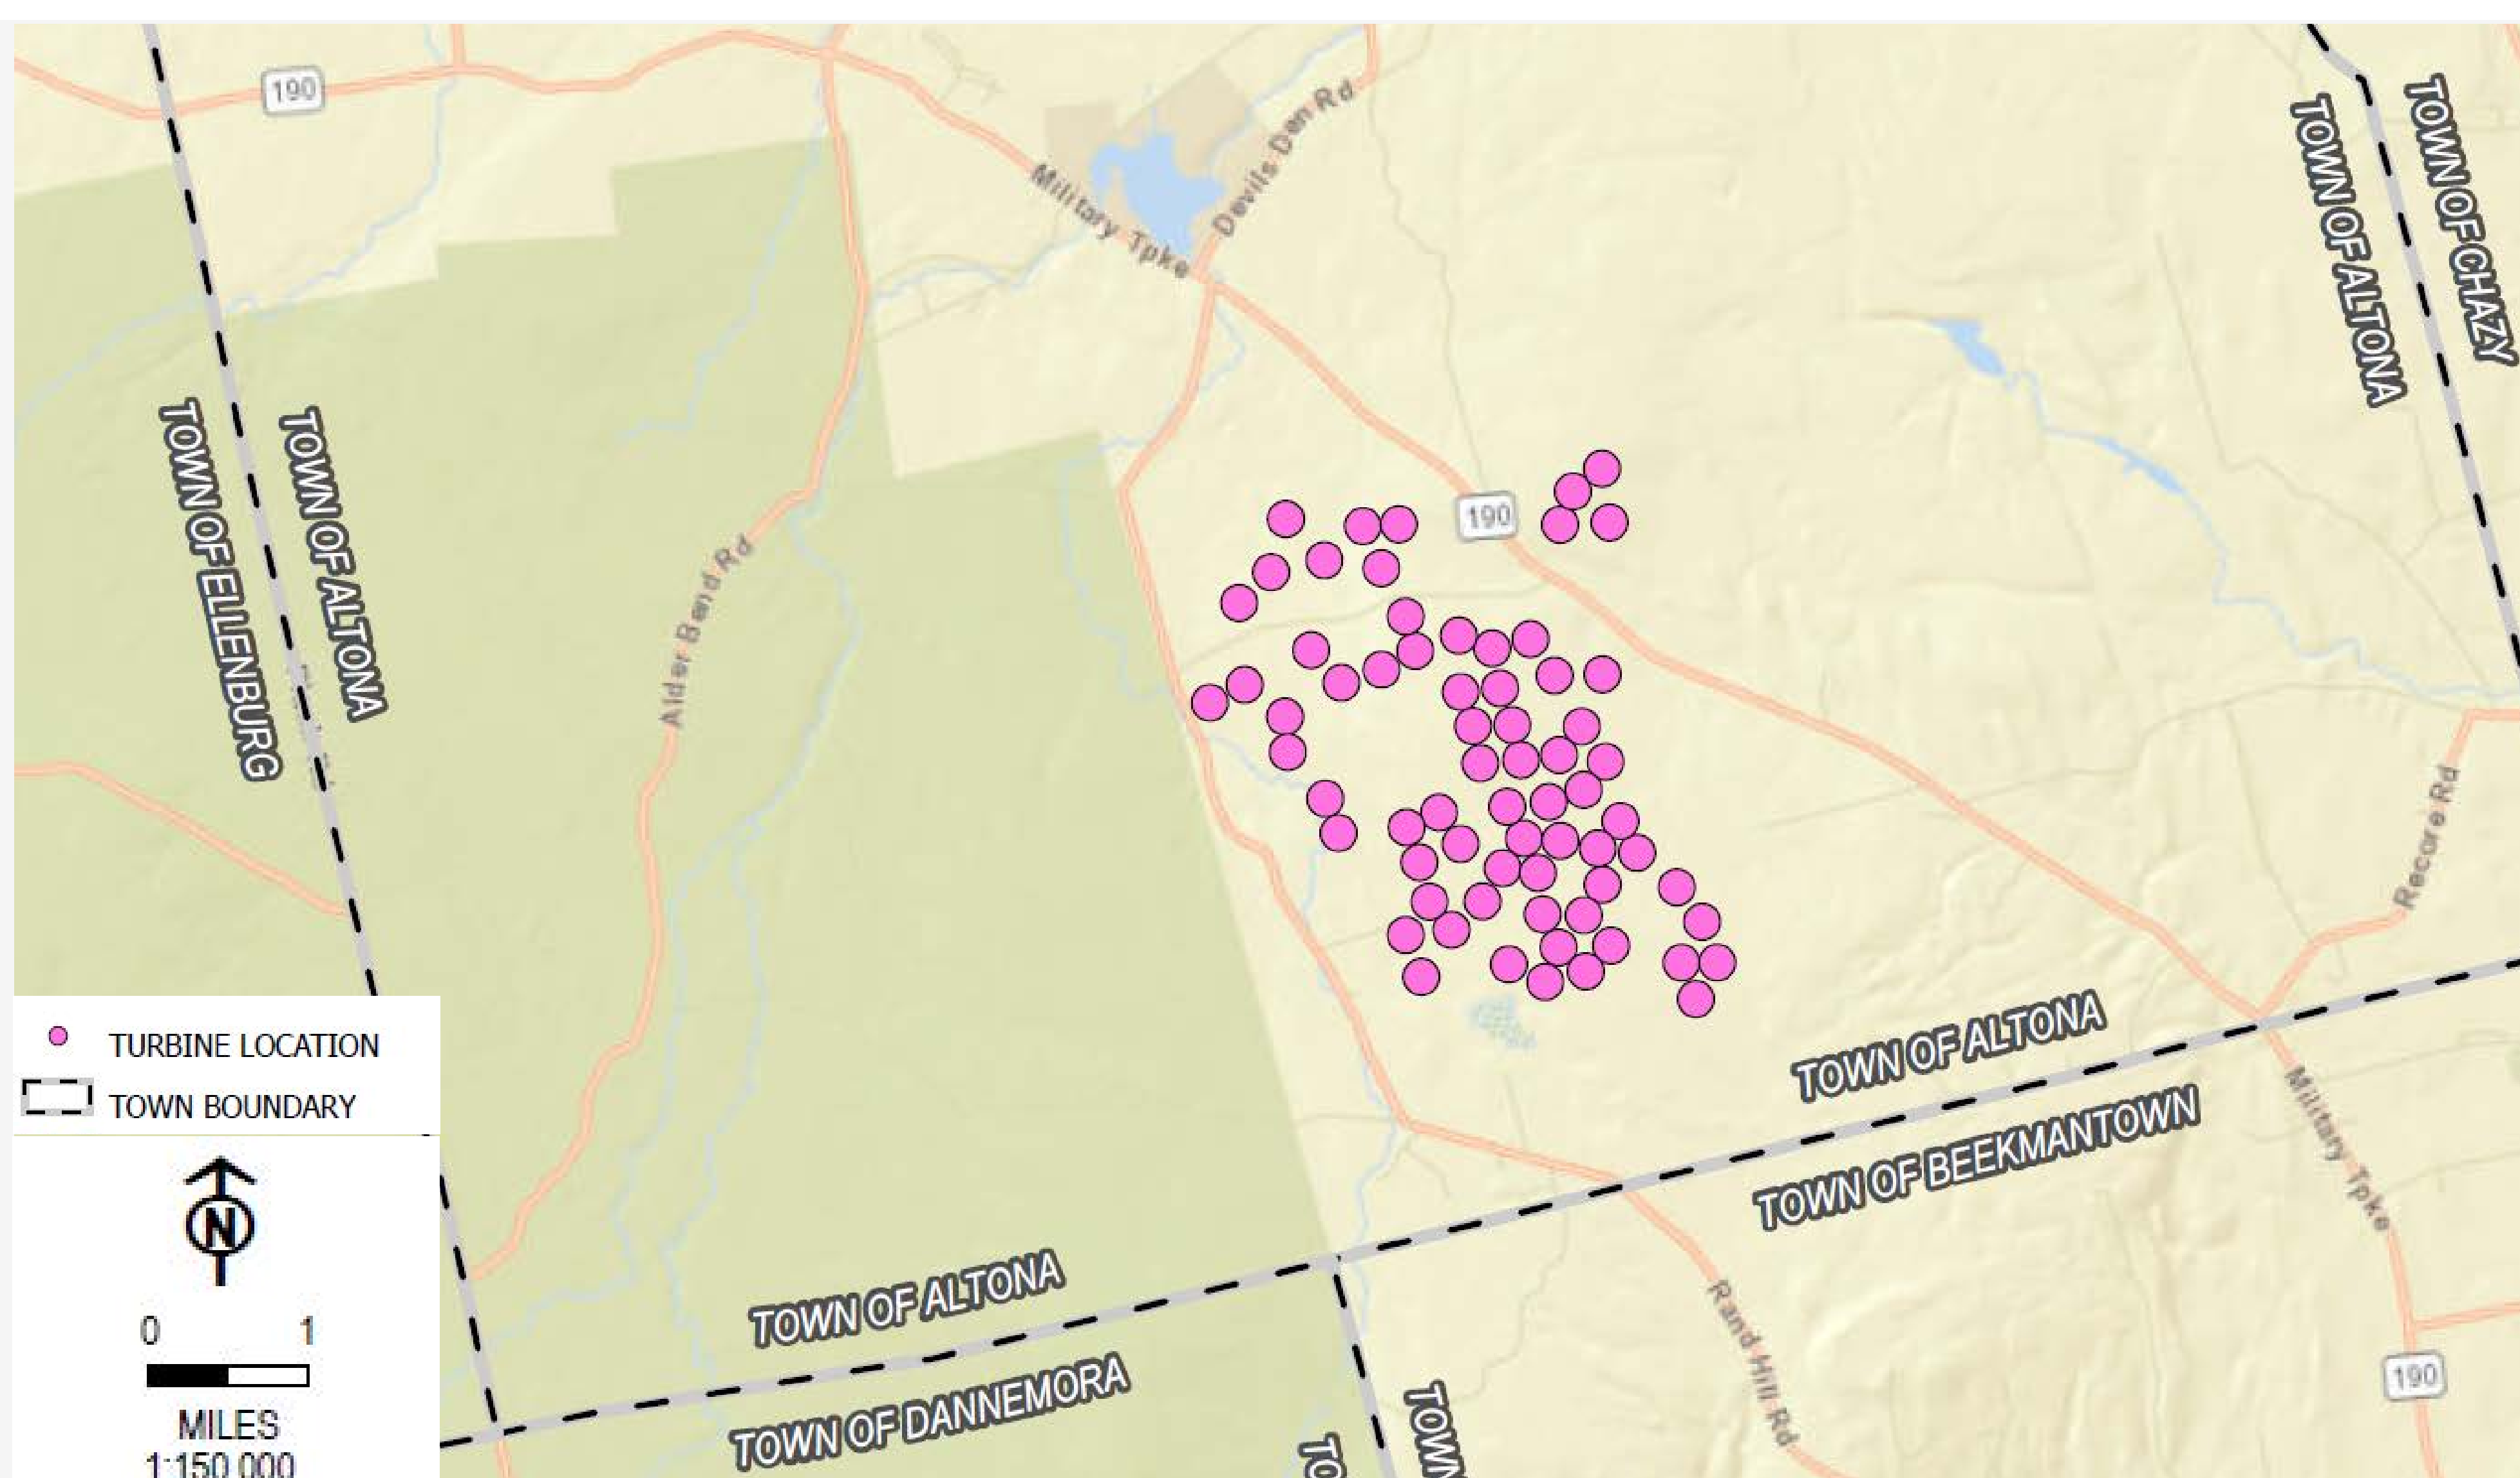 190
Military Tpke
Devils Den Rd
TOWN OF ALTONA
TOWN OF CHAZY
TOWN OF ELLENBURG
TOWN OF ALTONA
Alder Bend Rd
190
Recore Rd
TURBINE LOCATION
TOWN BOUNDARY
N
0 1
MILES
1:150 000
TOWN OF ALTONA
TOWN OF BEEKMANTOWN
Military Tpke
TOWN OF ALTONA
TOWN OF DANNEMORA
Rand Hill Rd
190
TO
TOWN